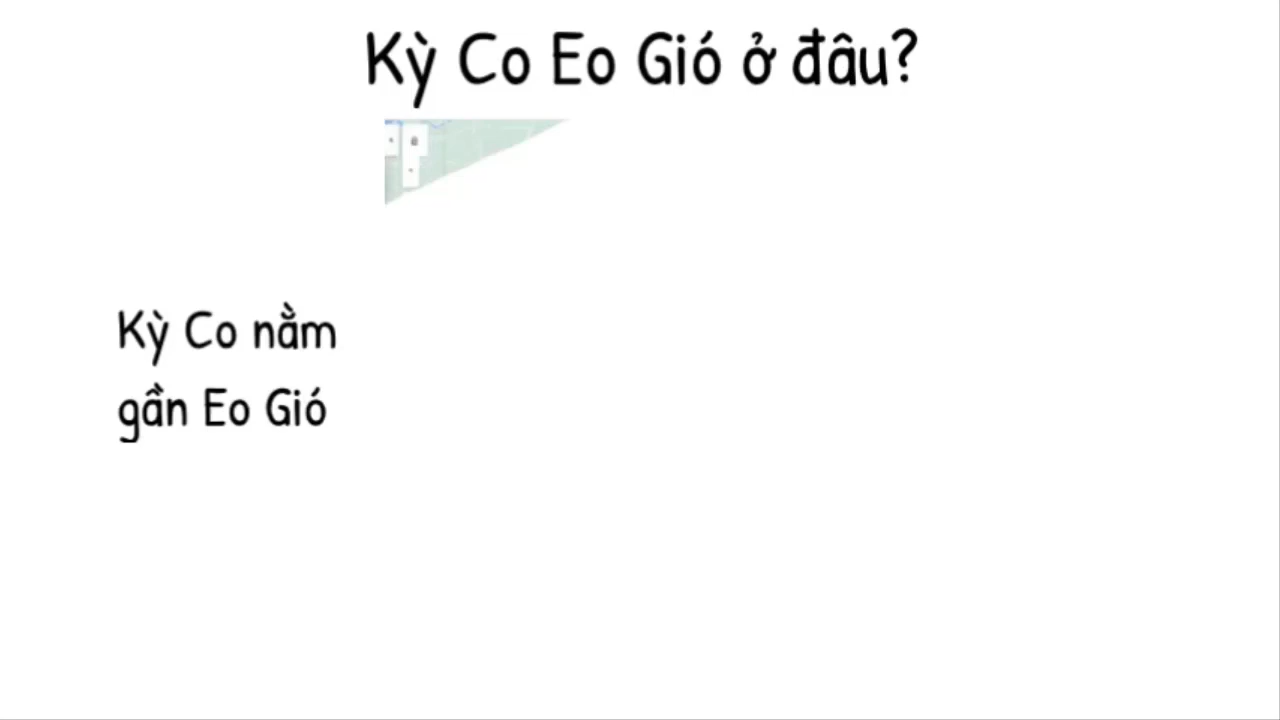 Kỳ Co Eo Gió ở đâu?
Kỳ Co nằm
gần Eo Gió